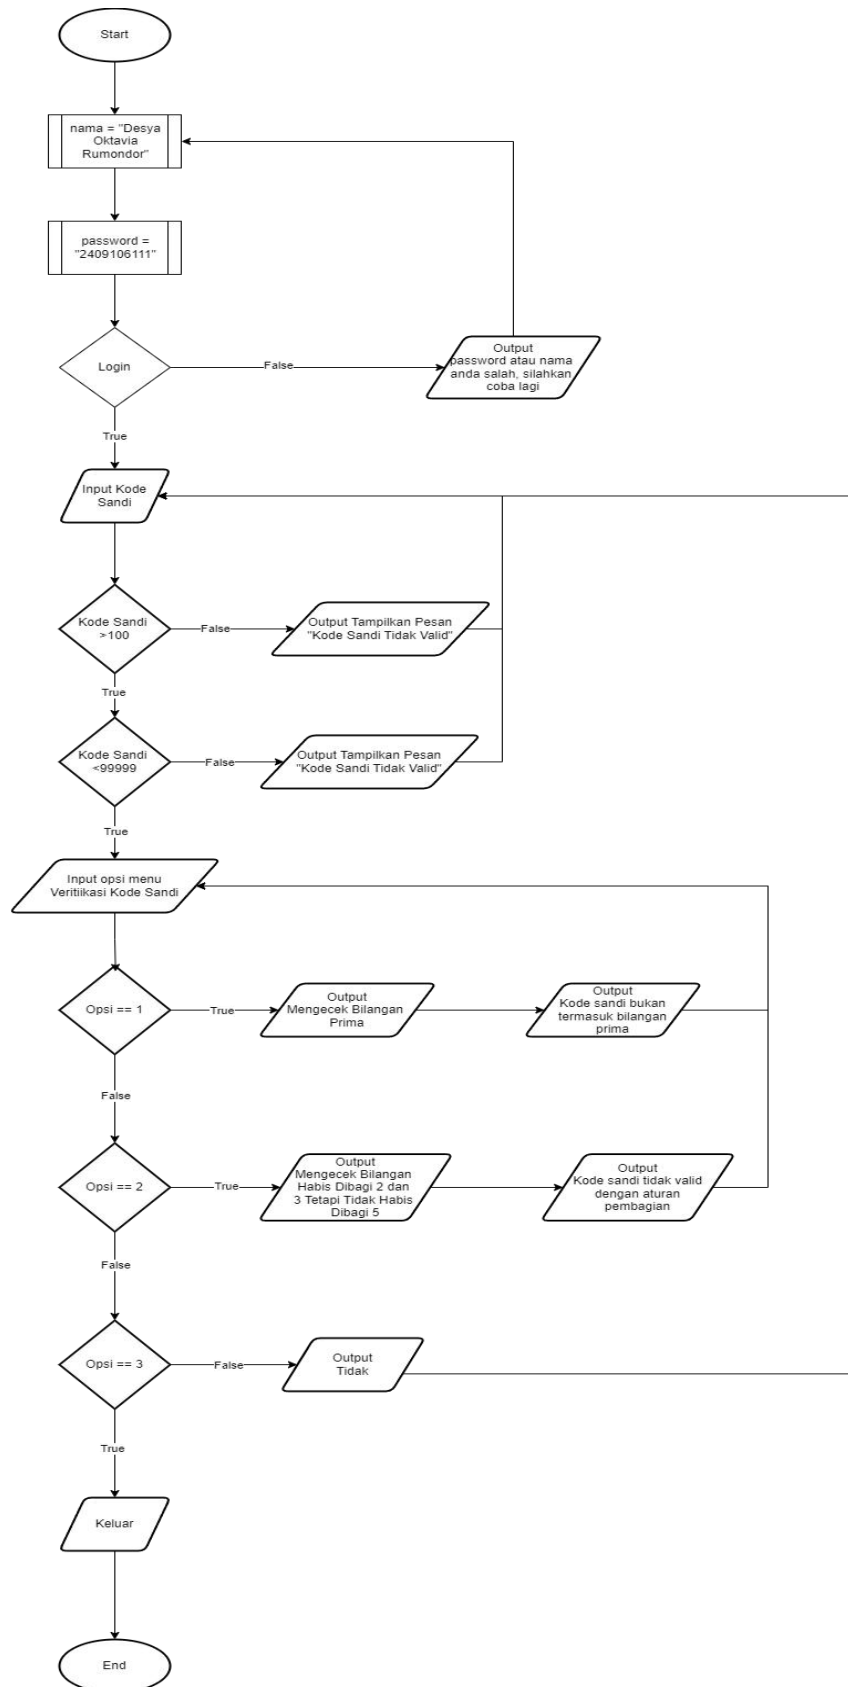 Start
nama = "Desya
Oktavia
Rumondor"
password =
"2409106111"
Login
False
Output
password atau nama
anda salah, silahkan
coba lagi
True
Input Kode
Sandi
Kode Sandi
>100
False
Output Tampilkan Pesan
"Kode Sandi Tidak Valid"
True
Kode Sandi
<99999
False
Output Tampilkan Pesan
"Kode Sandi Tidak Valid"
True
Input opsi menu
Veritiikasi Kode Sandi
Opsi == 1
True
Output
Mengecek Bilangan
Prima
Output
Kode sandi bukan
termasuk bilangan
prima
False
Opsi == 2
True
Output
Mengecek Bilangan
Habis Dibagi 2 dan
3 Tetapi Tidak Habis
Dibagi 5
Output
Kode sandi tidak valid
dengan aturan
pembagian
False
Opsi == 3
False
Output
Tidak
True
Keluar
End